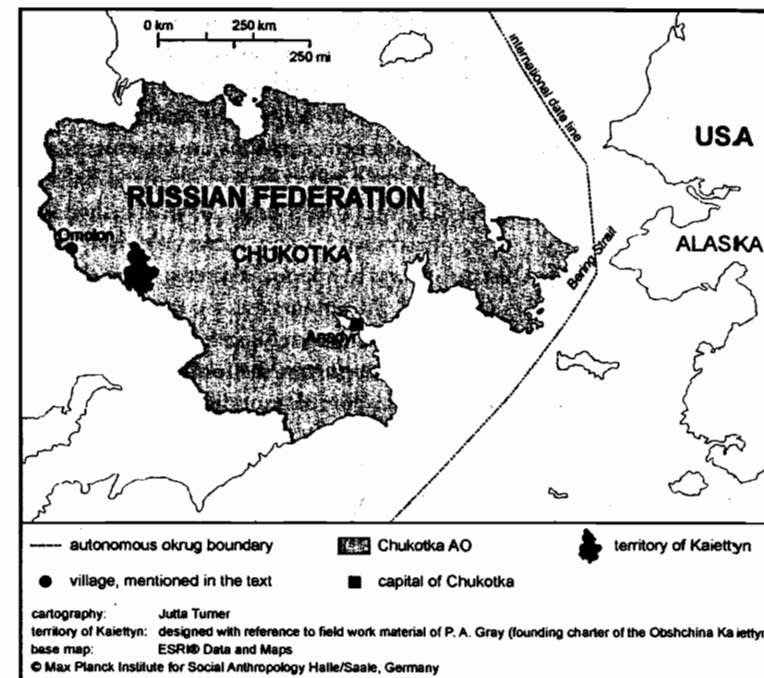 0 km 250 km
250 mi
international date line
USA
RUSSIAN FEDERATION
Omolon
CHUKOTKA
ALASKA
Bering Strait
Anadyr
autonomous okrug boundary
Chukotka AO
territory of Kaiettyn
village, mentioned in the text
capital of Chukotka
cartography: Jutta Turner
territory of Kaiettyn: designed with reference to field work material of P. A. Gray (founding charter of the Obshchina Kaiettyn
base map: ESRI® Data and Maps
© Max Planck Institute for Social Anthropology Halle/Saale, Germany